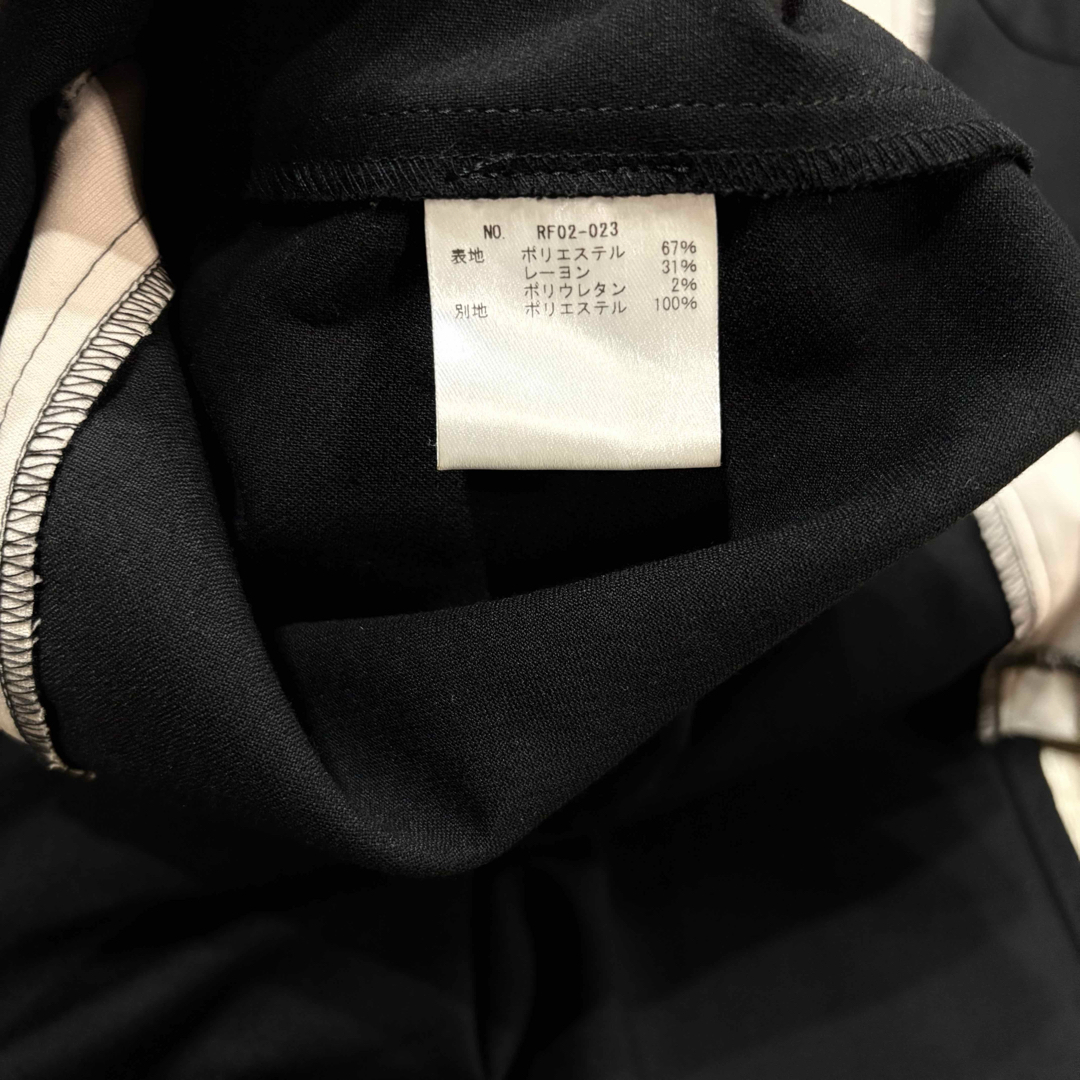 NO. RF02-023
表地 ポリエステル 67%
レーヨン 31%
ポリウレタン 2%
別地 ポリエステル 100%